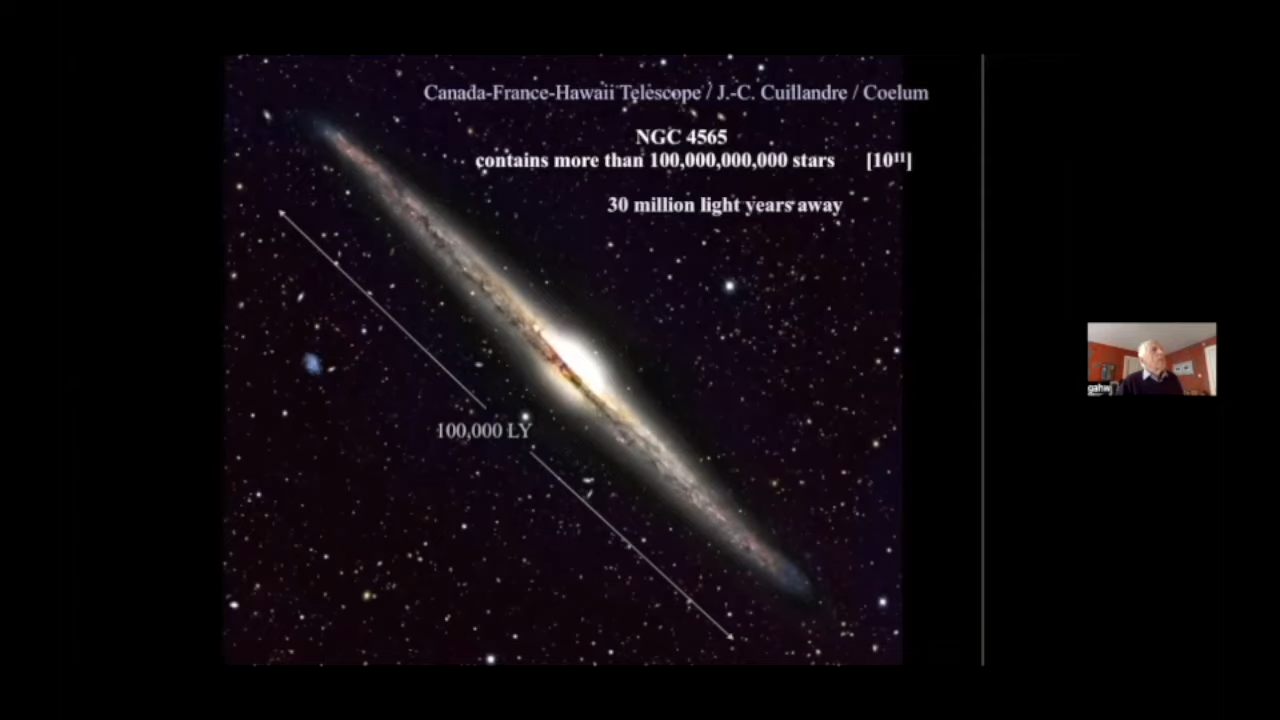 Canada-France-Hawaii Telescope / J.-C. Cuillandre / Coelum
NGC 4565
contains more than 100,000,000,000 stars [10¹¹]
30 million light years away
100,000 LY
gahw